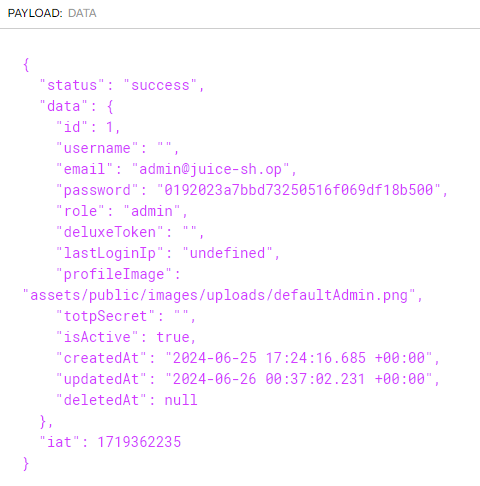 PAYLOAD: DATA
{
"status": "success",
"data": {
"id": 1,
"username": "",
"email": "admin@juice-sh.op",
"password": "0192023a7bbd73250516f069df18b500",
"role": "admin",
"deluxeToken": "",
"lastLoginIp": "undefined",
"profileImage":
"assets/public/images/uploads/defaultAdmin.png",
"totpSecret": "",
"isActive": true,
"createdAt": "2024-06-25 17:24:16.685 +00:00",
"updatedAt": "2024-06-26 00:37:02.231 +00:00",
"deletedAt": null
},
"iat": 1719362235
}